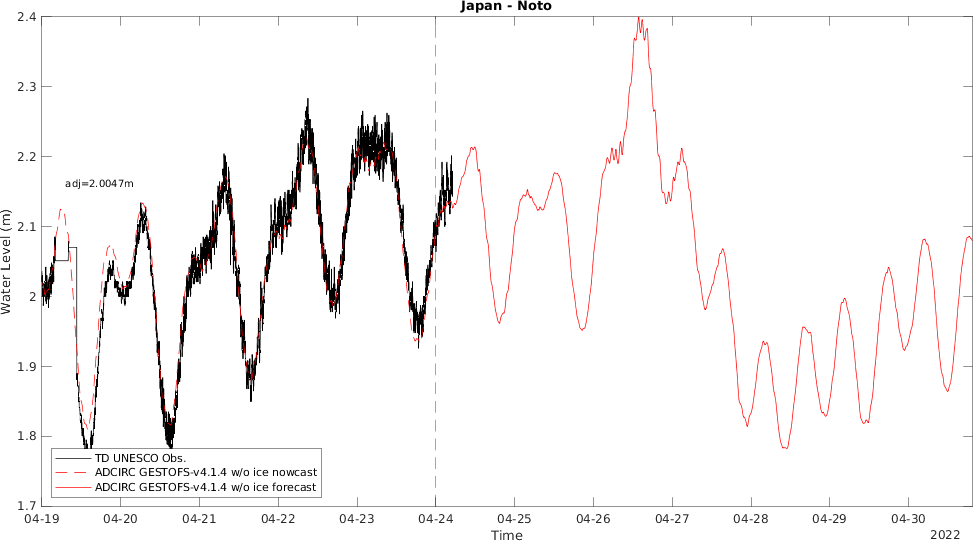 Japan - Noto
2.4
2.3
2.2
2.1
2
1.9
1.8
1.7
Water Level (m)
adj=2.0047m
TD UNESCO Obs.
ADCIRC GESTOFS-v4.1.4 w/o ice nowcast
ADCIRC GESTOFS-v4.1.4 w/o ice forecast
04-19 04-20 04-21 04-22 04-23 04-24 04-25 04-26 04-27 04-28 04-29 04-30
Time
2022